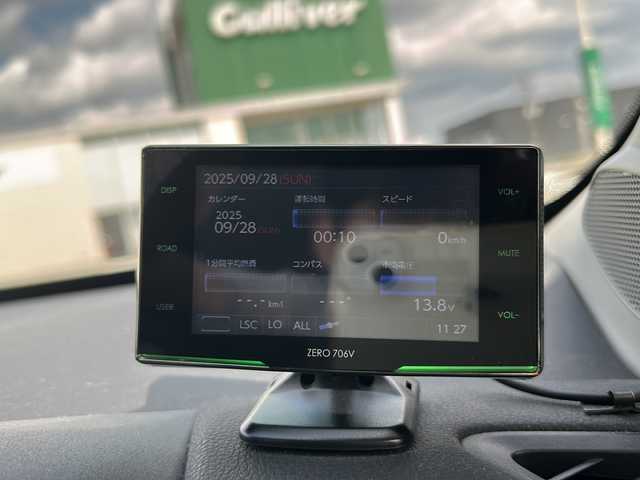 Gulliver
2025/09/28 (SUN)
カレンダー 運転時間 スピード
2025
09/28 (SUN)
00:10
0km/h
1分間平均燃費 コンパス 車両電圧
--.- km/l
---
13.8V
LSC LO ALL
11 27
DISP
ROAD
USER
VOL+
MUTE
VOL-
ZERO 706V